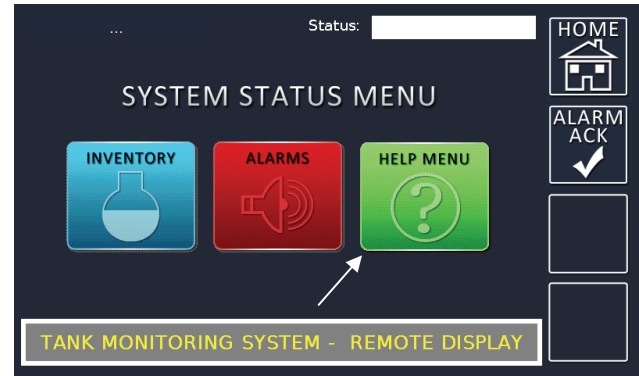 ...
Status:
HOME
SYSTEM STATUS MENU
ALARM
ACK
INVENTORY
ALARMS
HELP MENU
?
TANK MONITORING SYSTEM - REMOTE DISPLAY